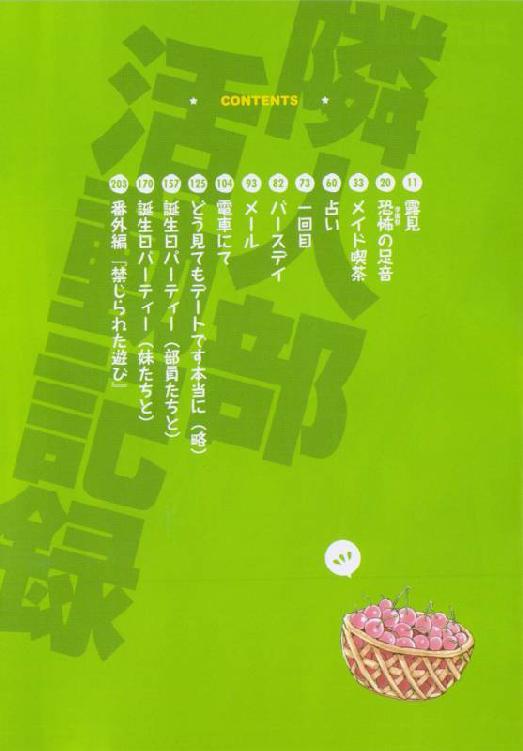 隣人部
活動記録
CONTENTS
11 露見
20 恐怖の足音
33 メイド喫茶
60 占い
73 一回目
82 バースデイ
93 メール
104 電車にて
125 どう見てもデートです本当に(略)
157 誕生日パーティー(部員たちと)
170 誕生日パーティー(妹たちと)
203 番外編『禁じられた遊び』